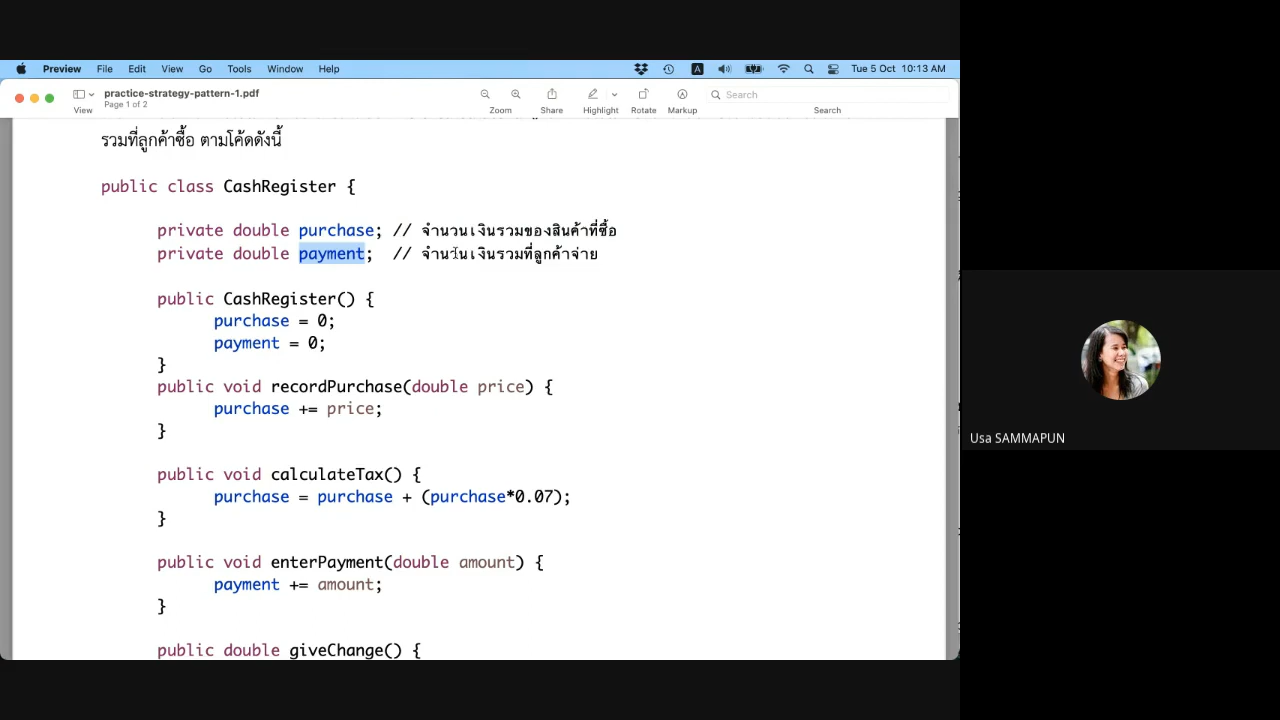 Preview File Edit View Go Tools Window Help A Tue 5 Oct 10:13 AM
practice-strategy-pattern-1.pdf
Page 1 of 2
Search
View Zoom Share Highlight Rotate Markup Search
รวมที่ลูกค้าซื้อ ตามโค้ดดังนี้
public class CashRegister {
private double purchase; // จำนวนเงินรวมของสินค้าที่ซื้อ
private double payment; // จำนวนเงินรวมที่ลูกค้าจ่าย
public CashRegister() {
purchase = 0;
payment = 0;
}
public void recordPurchase(double price) {
purchase += price;
}
public void calculateTax() {
purchase = purchase + (purchase*0.07);
}
public void enterPayment(double amount) {
payment += amount;
}
public double giveChange() {
Usa SAMMAPUN